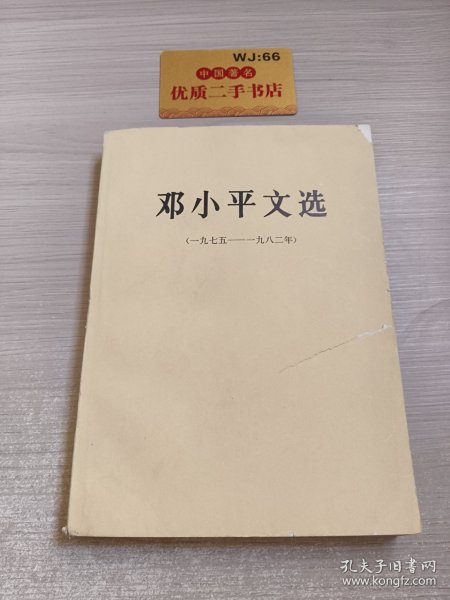 WJ:66
中国著名
优质二手书店
邓小平文选
(一九七五——一九八二年)
孔夫子旧书网
www.kongfz.com